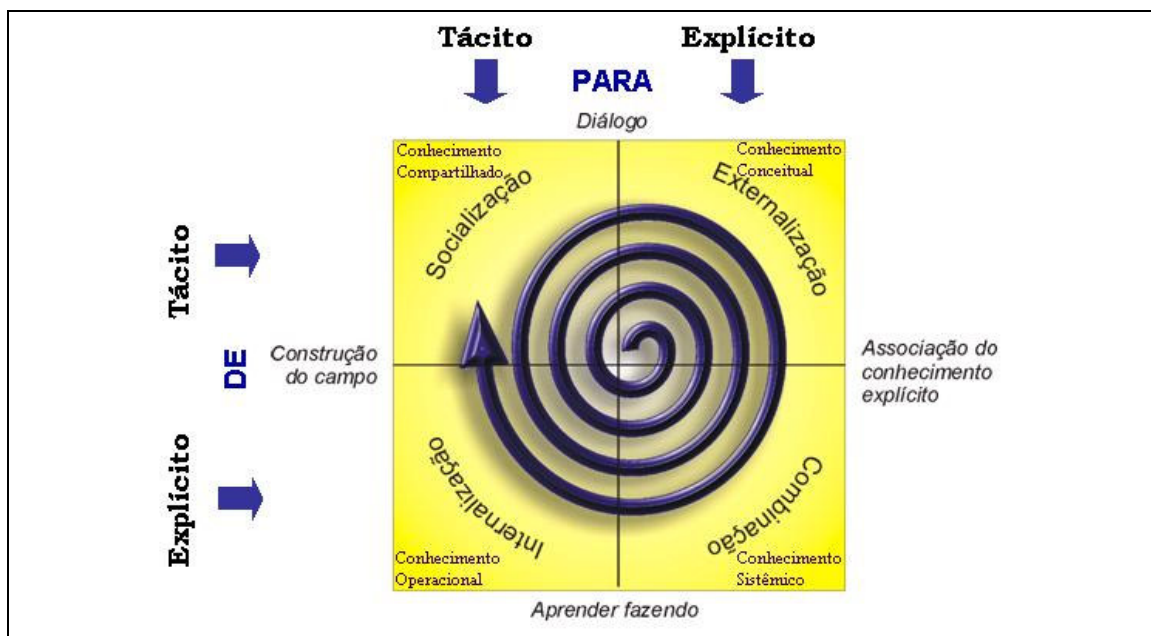 Tácito
Explícito
PARA
Diálogo
Conhecimento
Compartilhado
Conhecimento
Conceitual
Socialização
Externalização
Tácito
DE
Construção
do campo
Associação do
conhecimento
explícito
Explícito
Internalização
Combinação
Conhecimento
Operacional
Conhecimento
Sistêmico
Aprender fazendo